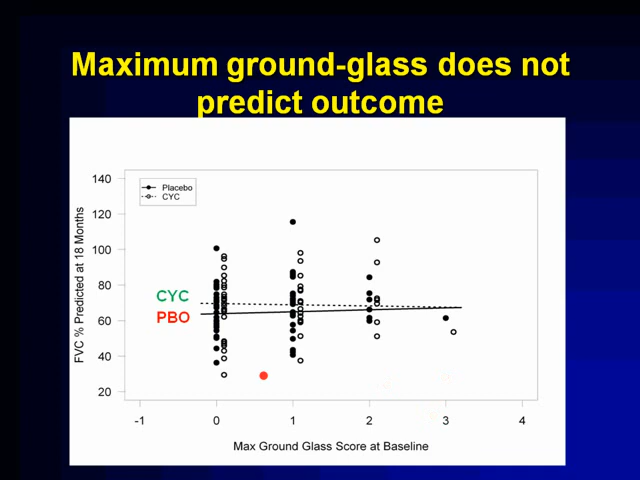 Maximum ground-glass does not
predict outcome
Placebo
CYC
FVC % Predicted at 18 Months
140
120
100
80
60
40
20
CYC
PBO
-1 0 1 2 3 4
Max Ground Glass Score at Baseline